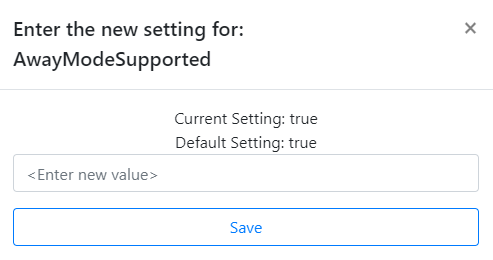 Enter the new setting for:
AwayModeSupported
×
Current Setting: true
Default Setting: true
<Enter new value>
Save